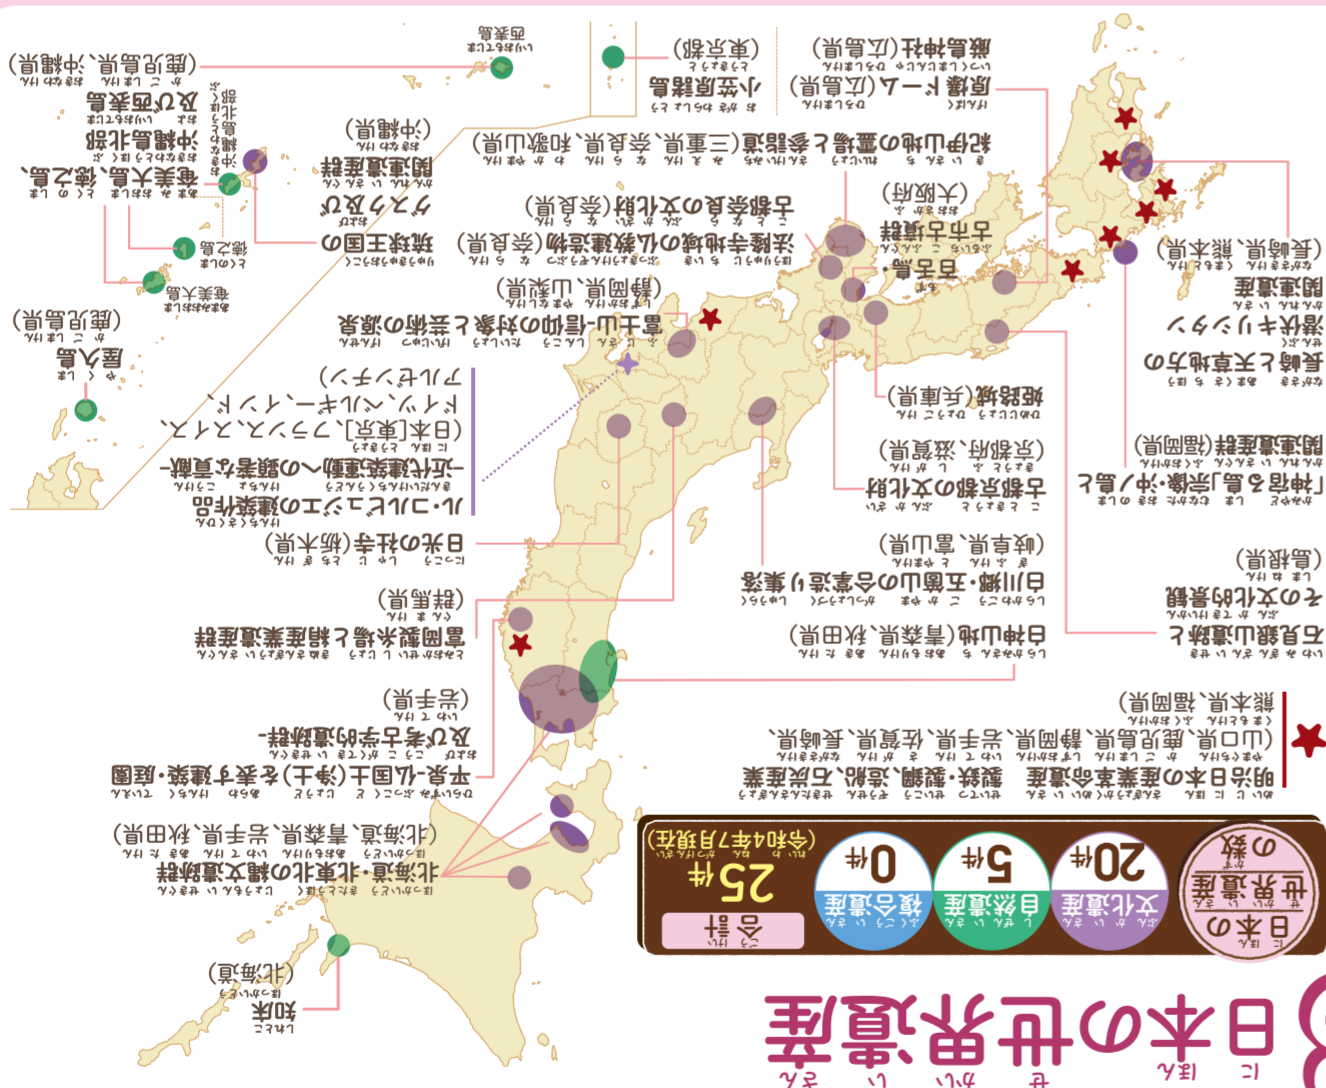 日本の世界遺産
日本の
世界遺産
の数
文化遺産
20件
自然遺産
5件
複合遺産
0件
合計
25件
(令和4年7月現在)
知床
(北海道)
北海道・北東北の縄文遺跡群
(北海道、青森県、岩手県、秋田県)
平泉-仏国土(浄土)を表す建築・庭園
及び考古学的遺跡群-
(岩手県)
明治日本の産業革命遺産 製鉄・製鋼、造船、石炭産業
(山口県、鹿児島県、静岡県、岩手県、佐賀県、長崎県、
熊本県、福岡県)
石見銀山遺跡と
その文化的景観
(島根県)
白神山地(青森県、秋田県)
富岡製糸場と絹産業遺産群
(群馬県)
白川郷・五箇山の合掌造り集落
(岐阜県、富山県)
日光の社寺(栃木県)
「神宿る島」宗像・沖ノ島と
関連遺産群(福岡県)
古都京都の文化財
(京都府、滋賀県)
ル・コルビュジエの建築作品
-近代建築運動への顕著な貢献-
(日本[東京]、フランス、スイス、
ドイツ、ベルギー、インド、
アルゼンチン)
姫路城(兵庫県)
長崎と天草地方の
潜伏キリシタン
関連遺産
(長崎県、熊本県)
富士山-信仰の対象と芸術の源泉
(静岡県、山梨県)
百舌鳥・
古市古墳群
(大阪府)
法隆寺地域の仏教建造物(奈良県)
古都奈良の文化財(奈良県)
紀伊山地の霊場と参詣道(三重県、奈良県、和歌山県)
原爆ドーム(広島県)
厳島神社(広島県)
小笠原諸島
(東京都)
屋久島
(鹿児島県)
琉球王国の
グスク及び
関連遺産群
(沖縄県)
奄美大島
徳之島
沖縄島北部
西表島
奄美大島、徳之島、
沖縄島北部
及び西表島
(鹿児島県、沖縄県)